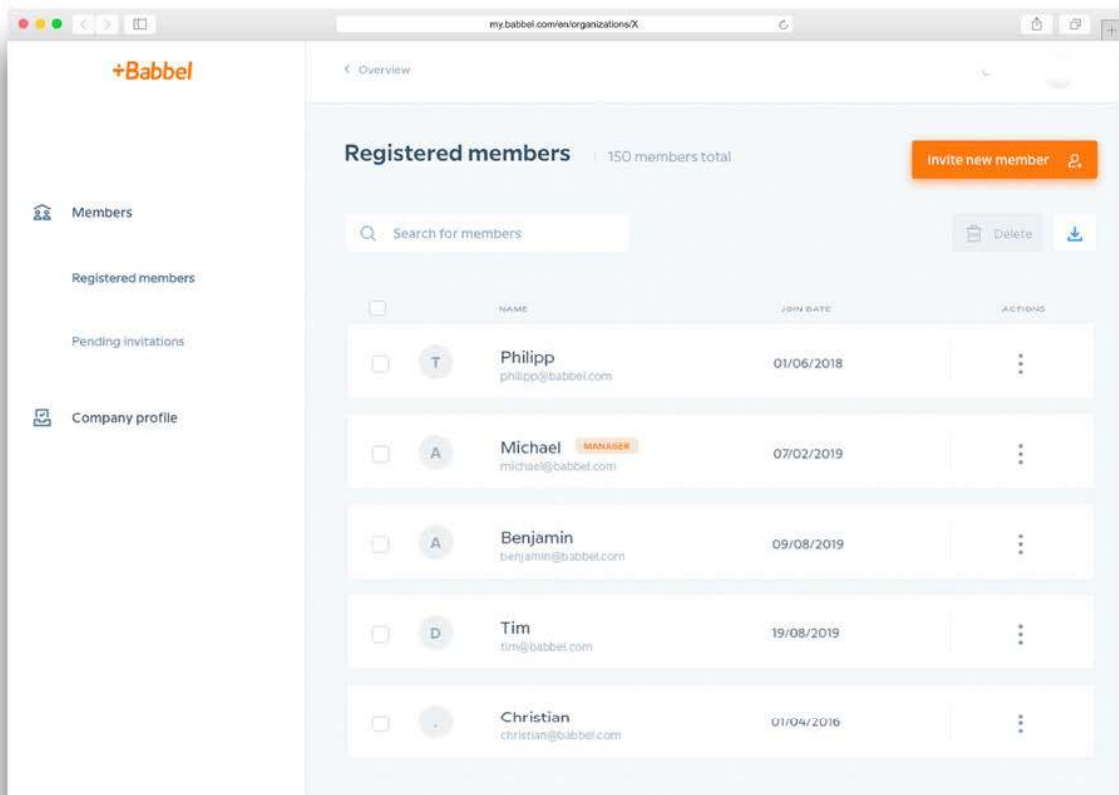 my.babbel.com/en/organizations/X
+Babbel
Overview
Registered members
150 members total
Invite new member
Members
Search for members
Delete
Registered members
NAME
JOIN DATE
ACTIONS
Pending invitations
T
Philipp
01/06/2018
philipp@babbel.com
Company profile
A
Michael
MANAGER
07/02/2019
michael@babbel.com
A
Benjamin
09/08/2019
benjamin@babbel.com
D
Tim
19/08/2019
tim@babbel.com
.
Christian
01/04/2016
christian@babbel.com